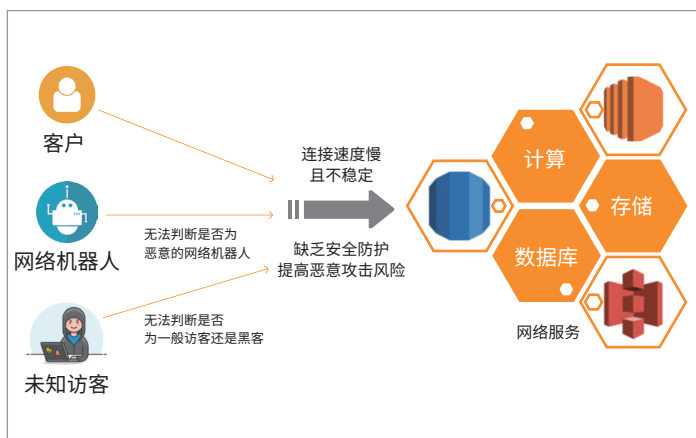 客户
网络机器人
未知访客
无法判断是否为
恶意的网络机器人
无法判断是否
为一般访客还是黑客
连接速度慢
且不稳定
缺乏安全防护
提高恶意攻击风险
计算
存储
数据库
网络服务